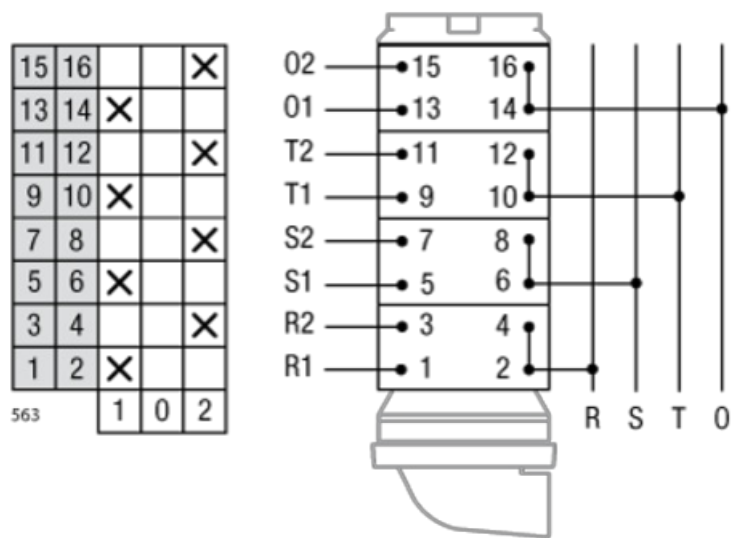 15 16 X
13 14 X
11 12 X
9 10 X
7 8 X
5 6 X
3 4 X
1 2 X
563 1 0 2
O2 15 16
O1 13 14
T2 11 12
T1 9 10
S2 7 8
S1 5 6
R2 3 4
R1 1 2
R S T O